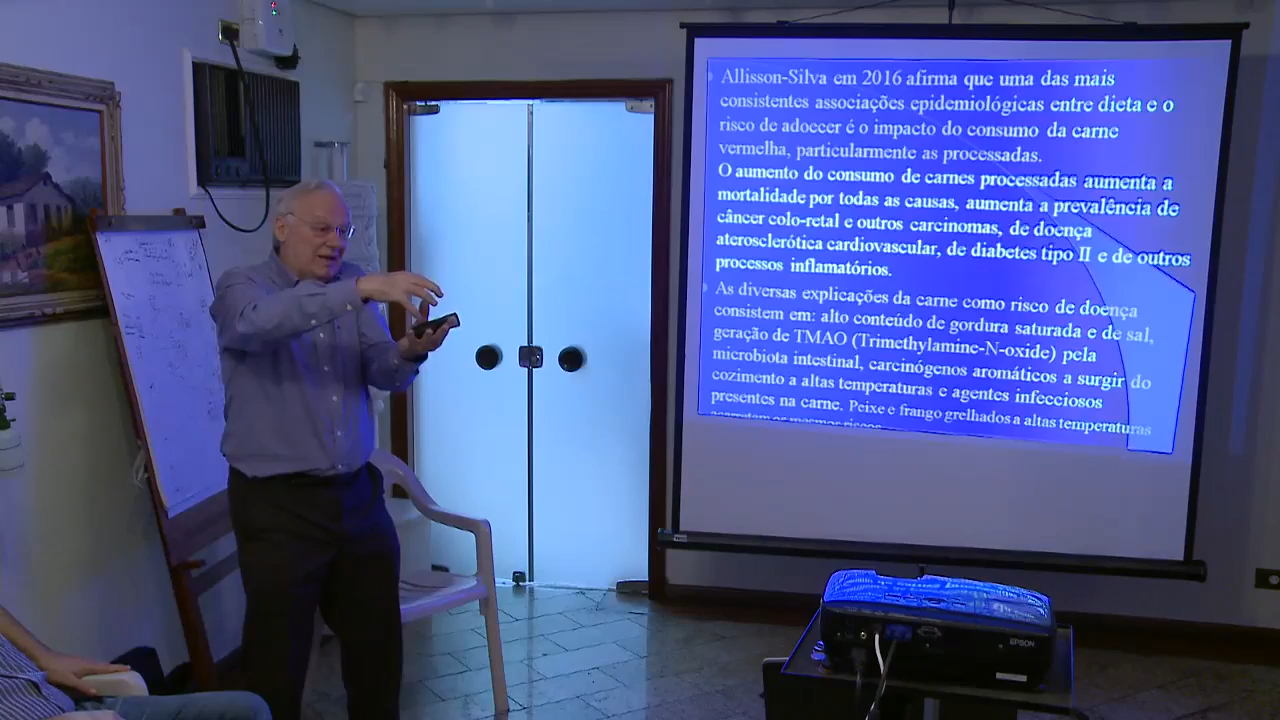 Allisson-Silva em 2016 afirma que uma das mais
consistentes associações epidemiológicas entre dieta e o
risco de adoecer é o impacto do consumo da carne
vermelha, particularmente as processadas.
O aumento do consumo de carnes processadas aumenta a
mortalidade por todas as causas, aumenta a prevalência de
câncer colo-retal e outros carcinomas, de doença
aterosclerótica cardiovascular, de diabetes tipo II e de outros
processos inflamatórios.
As diversas explicações da carne como risco de doença
consistem em: alto conteúdo de gordura saturada e de sal,
geração de TMAO (Trimethylamine-N-oxide) pela
microbiota intestinal, carcinógenos aromáticos a surgir do
cozimento a altas temperaturas e agentes infecciosos
presentes na carne. Peixe e frango grelhados a altas temperaturas
acarretam os mesmos riscos.
EPSON